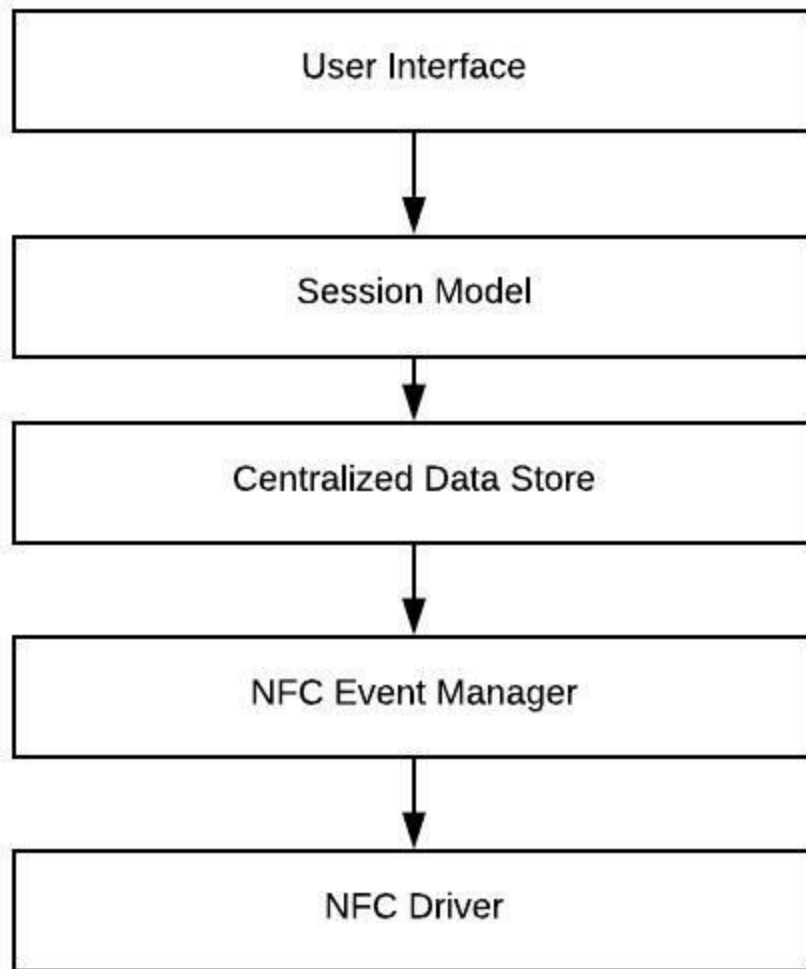 User Interface
Session Model
Centralized Data Store
NFC Event Manager
NFC Driver